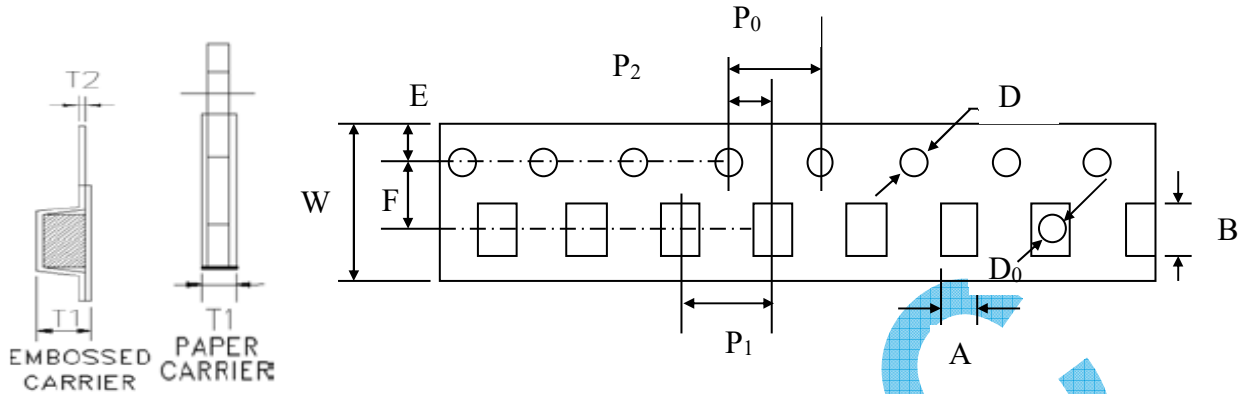 P0
P2
T2
E
D
W
F
B
D0
T1
T1
P1
A
EMBOSSED
CARRIER
PAPER
CARRIER